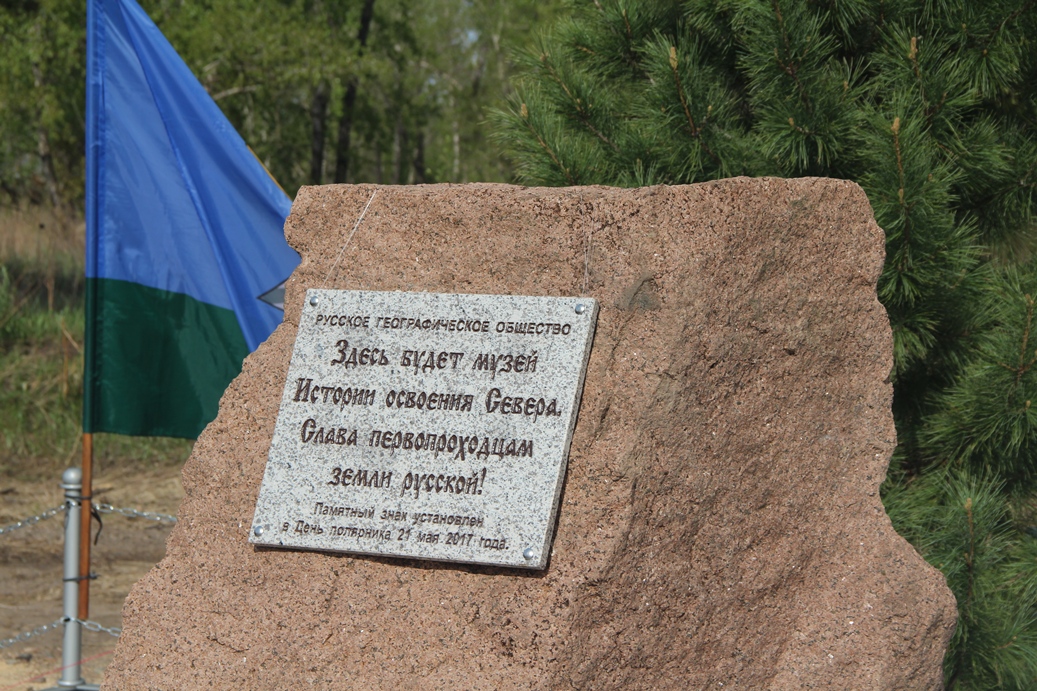 РУССКОЕ ГЕОГРАФИЧЕСКОЕ ОБЩЕСТВО
Здесь будет музей
Истории освоения Севера.
Слава первопроходцам
земли русской!
Памятный знак установлен
в День полярника 21 мая 2017 года.